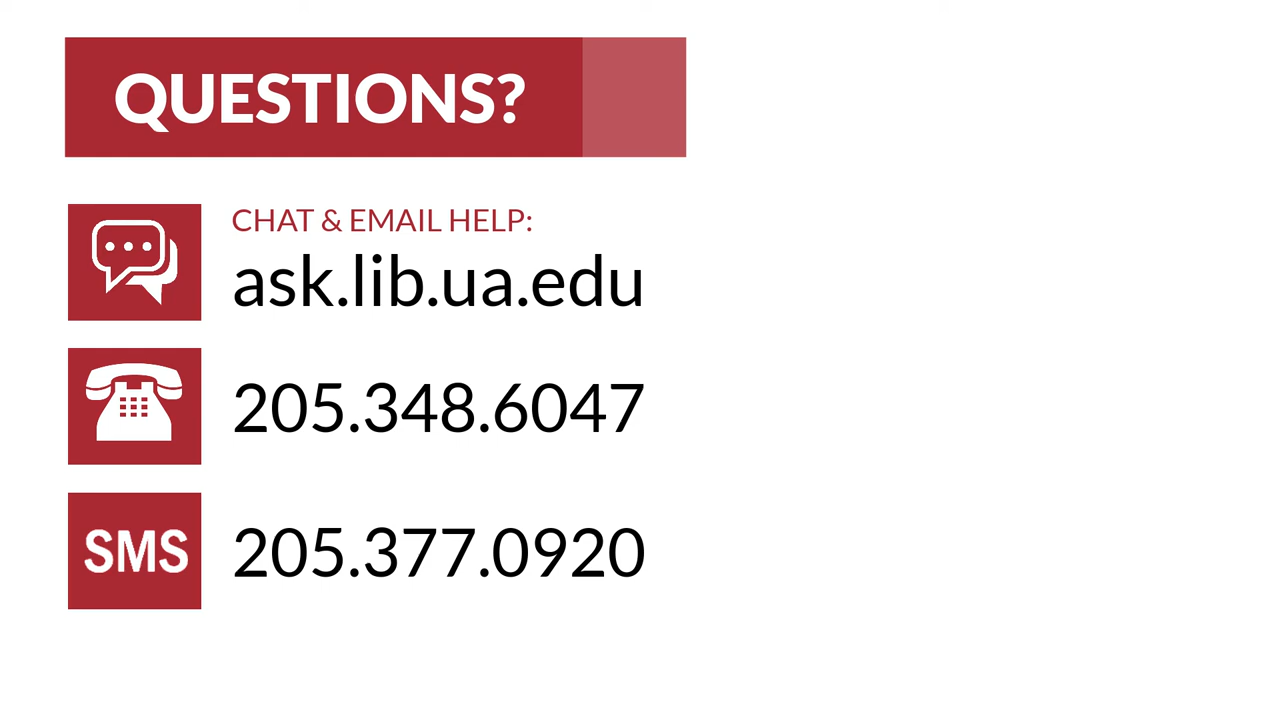 QUESTIONS?
CHAT & EMAIL HELP:
ask.lib.ua.edu
205.348.6047
SMS 205.377.0920